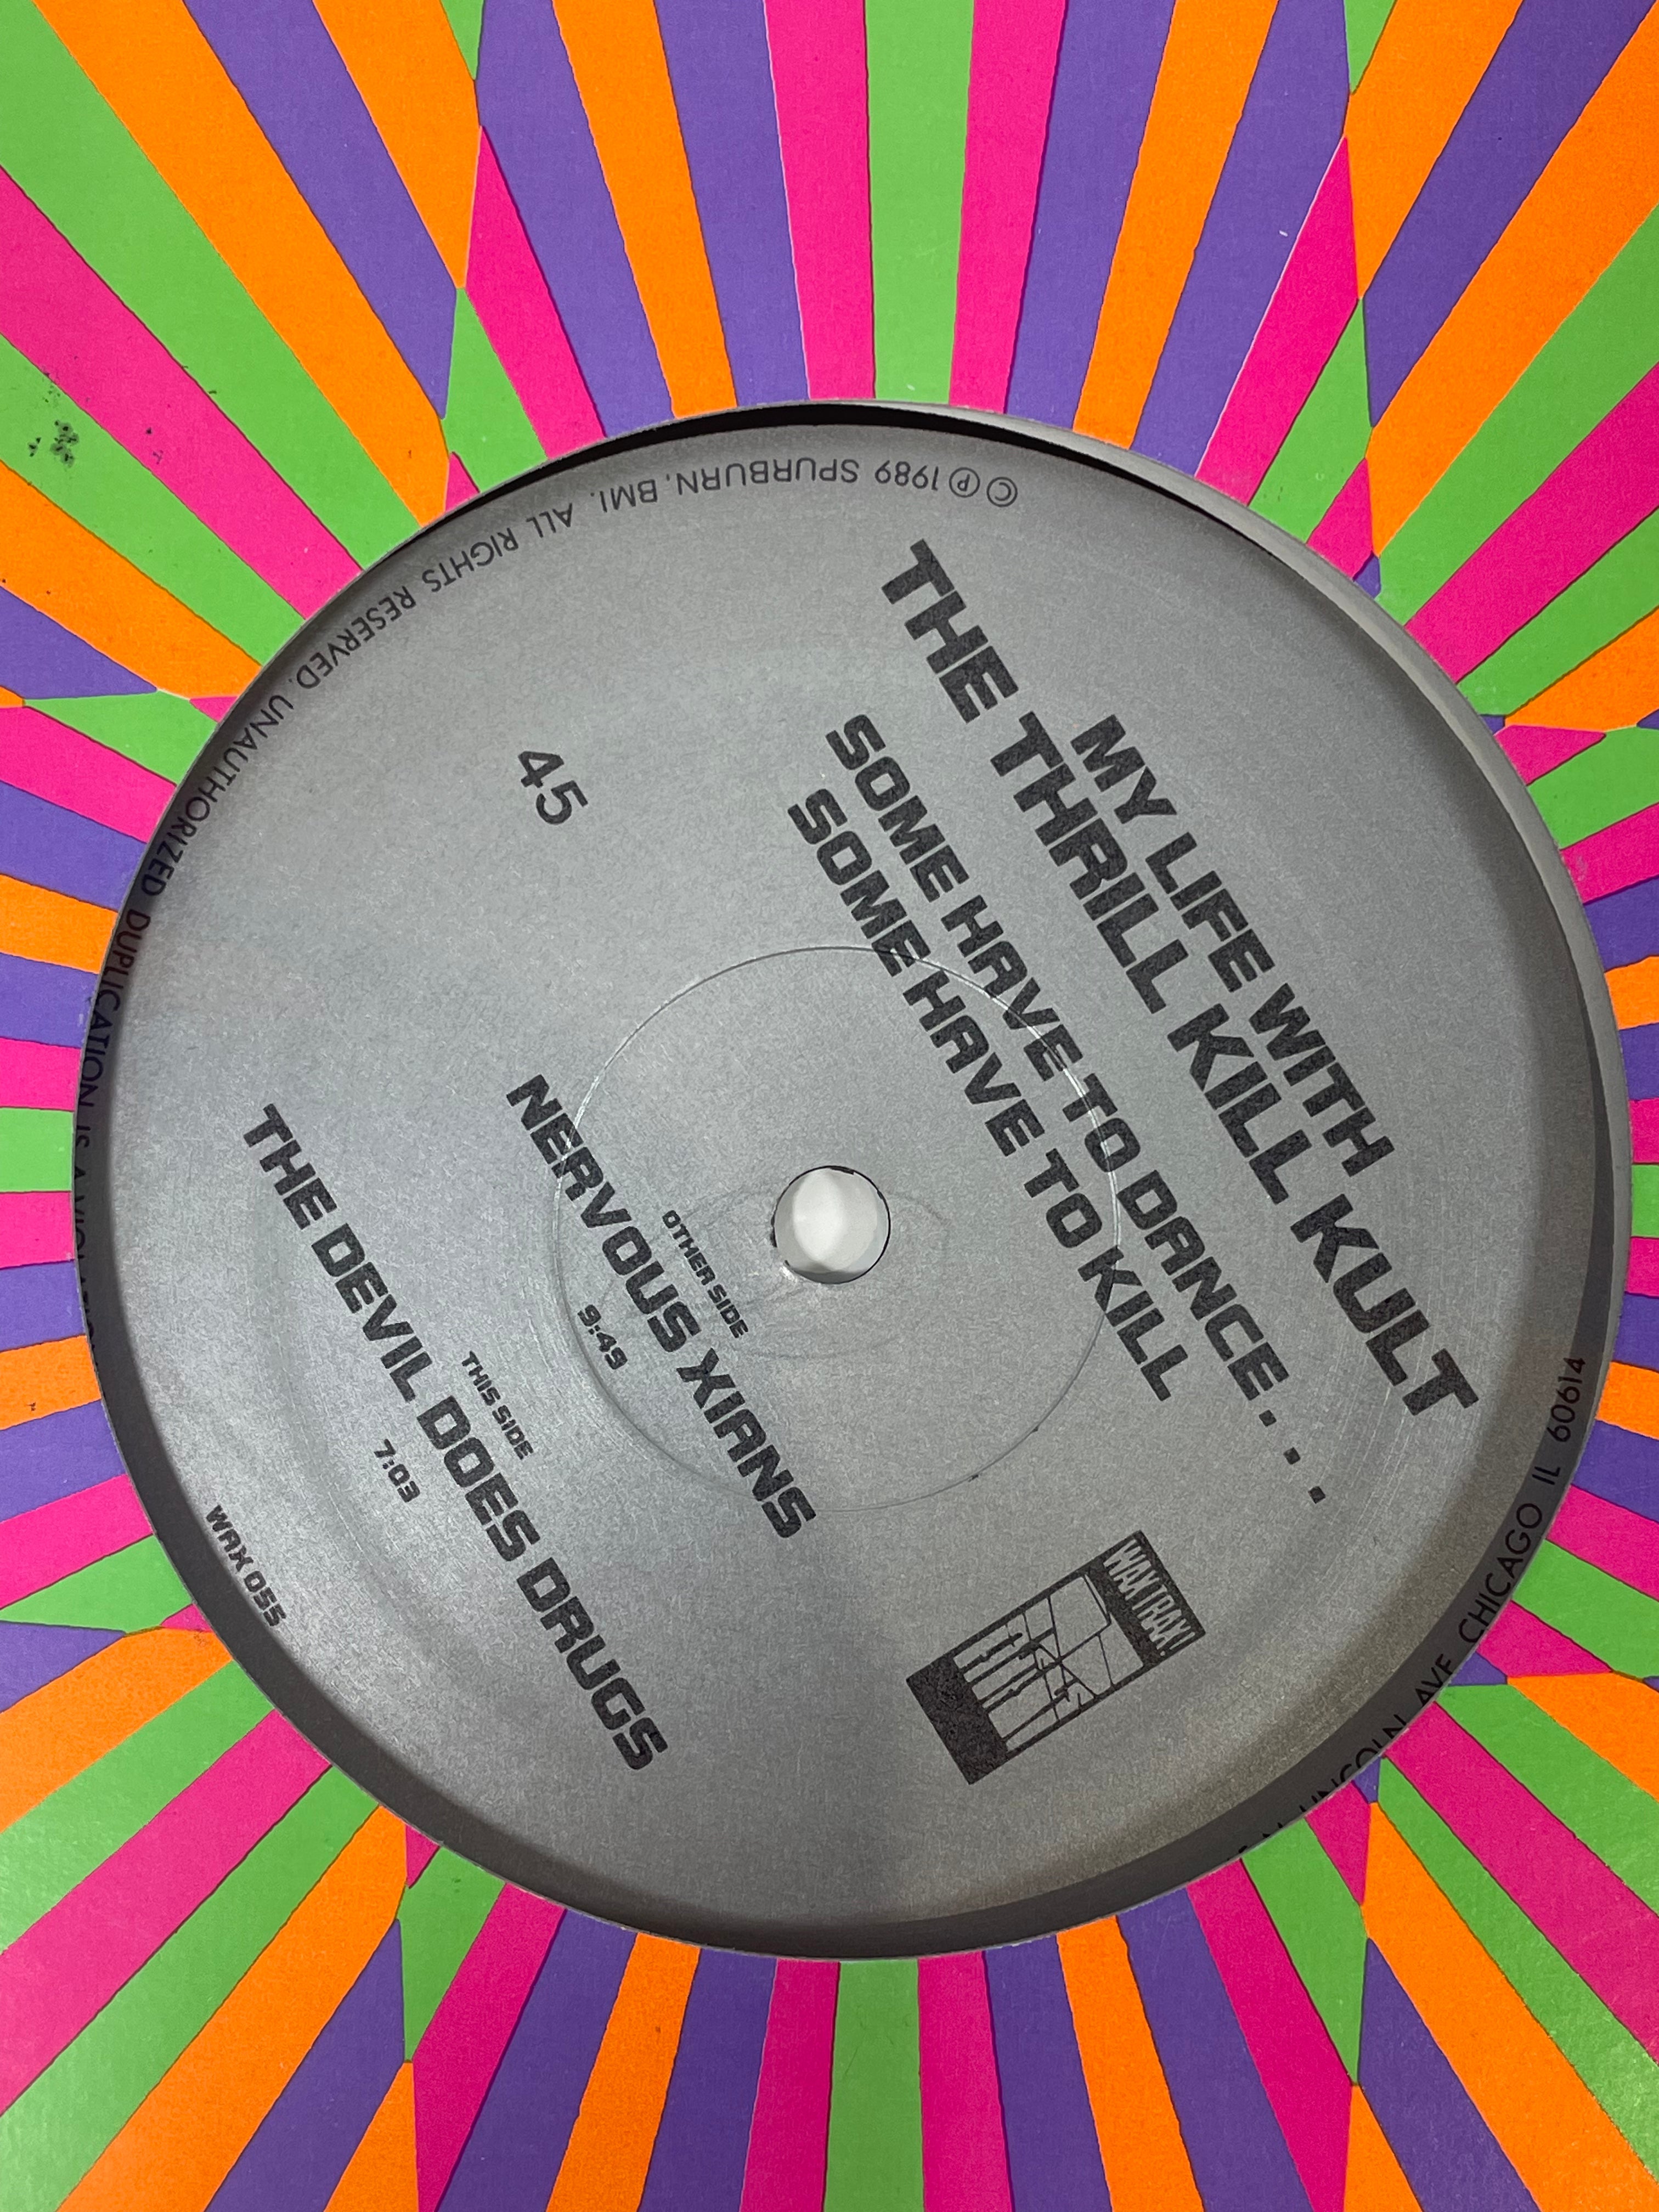 MY LIFE WITH
THE THRILL KILL KULT
SOME HAVE TO DANCE . . .
SOME HAVE TO KILL
WAX TRAX!
45
OTHER SIDE
NERVOUS XIANS
9:49
THIS SIDE
THE DEVIL DOES DRUGS
7:03
WAX 055
© ℗ 1989 SPURBURN, BMI. ALL RIGHTS RESERVED. UNAUTHORIZED DUPLICATION IS A
N. LINCOLN AVE CHICAGO IL 60614